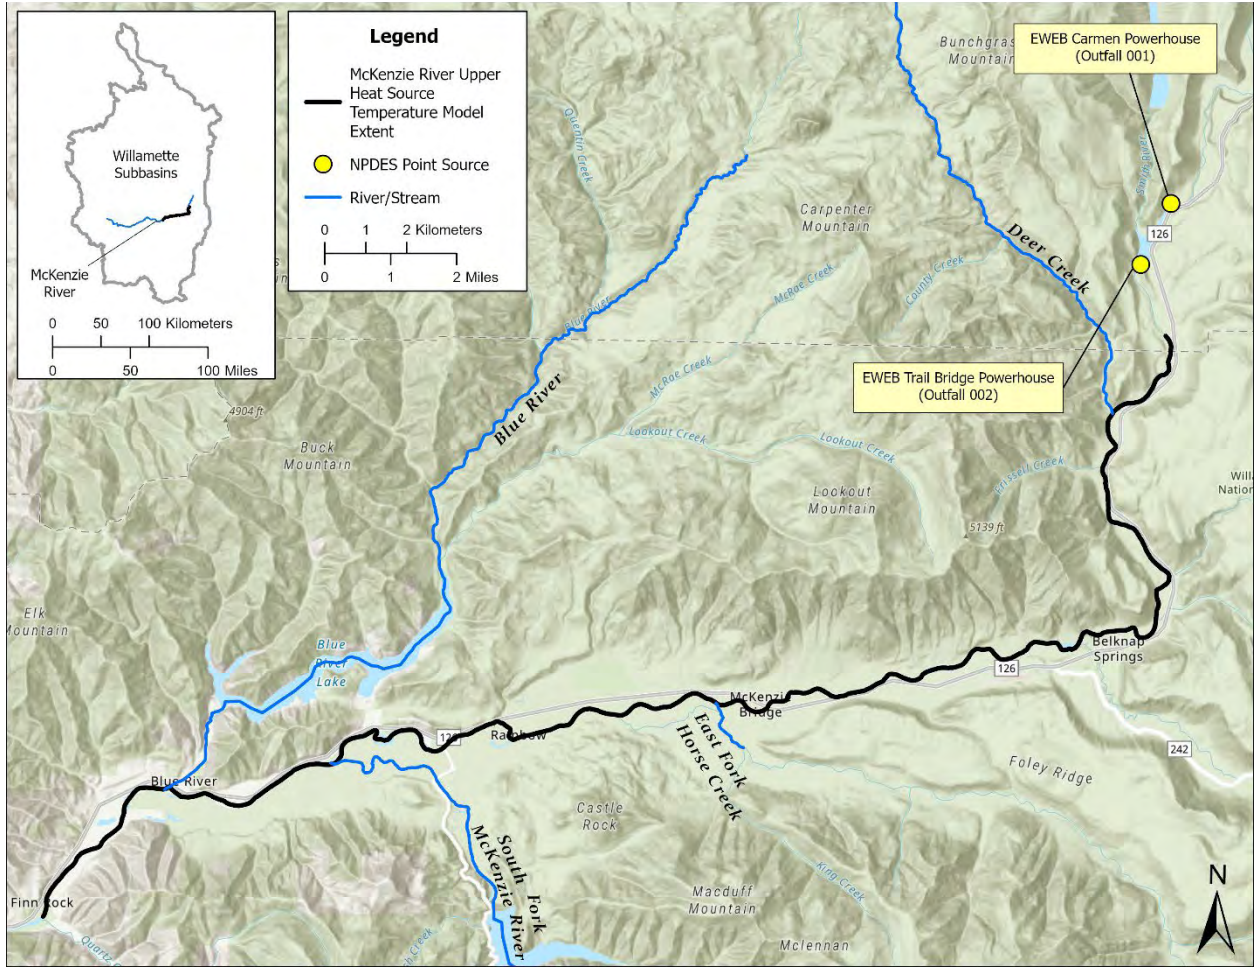 Legend
McKenzie River Upper
Heat Source
Temperature Model
Extent
NPDES Point Source
River/Stream
0 1 2 Kilometers
0 1 2 Miles
Willamette
Subbasins
McKenzie
River
0 50 100 Kilometers
0 50 100 Miles
EWEB Carmen Powerhouse
(Outfall 001)
EWEB Trail Bridge Powerhouse
(Outfall 002)
Mountain
Quentin Creek
Carpenter
Mountain
Smith River
126
Deer Creek
County Creek
McRae Creek
Blue River
McRae Creek
Blue River
4904 ft
Buck
Mountain
Lookout Creek
Lookout Creek
Lookout
Mountain
Frissell Creek
5139 ft
Elk
Mountain
Blue
River
Lake
Belknap
Springs
126
McKenzie
Bridge
Rainbow
242
Foley Ridge
East Fork
Horse Creek
Blue River
Castle
Rock
South Fork
McKenzie River
King Creek
Macduff
Mountain
Finn Rock
Mclennan
Creek
N